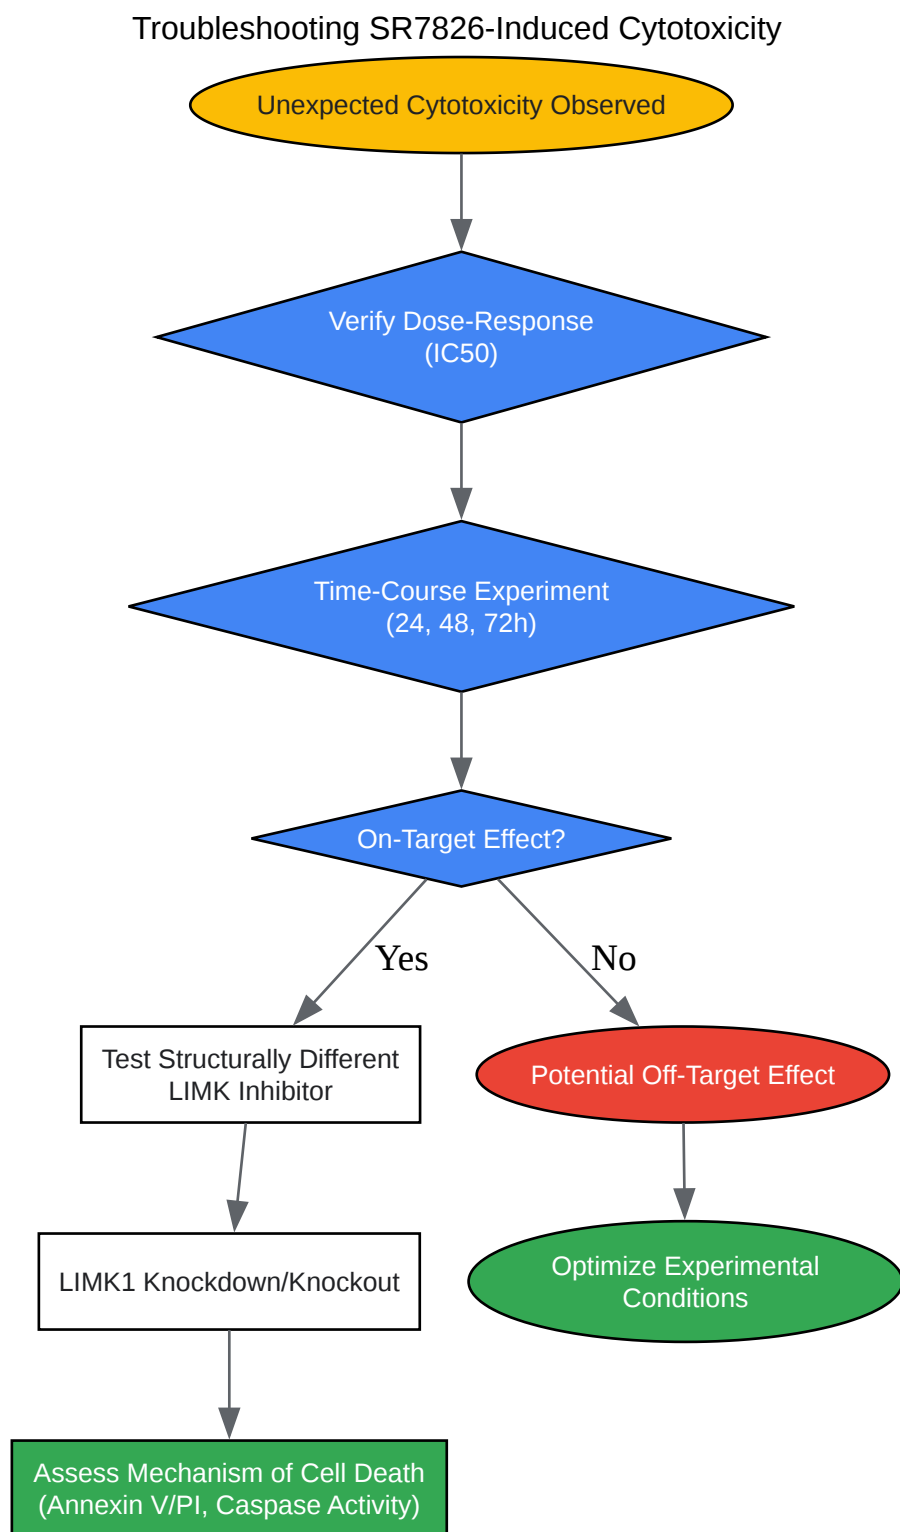 Troubleshooting SR7826-Induced Cytotoxicity
Unexpected Cytotoxicity Observed
Verify Dose-Response
(IC50)
Time-Course Experiment
(24, 48, 72h)
On-Target Effect?
Yes
No
Test Structurally Different
LIMK Inhibitor
Potential Off-Target Effect
LIMK1 Knockdown/Knockout
Optimize Experimental
Conditions
Assess Mechanism of Cell Death
(Annexin V/PI, Caspase Activity)